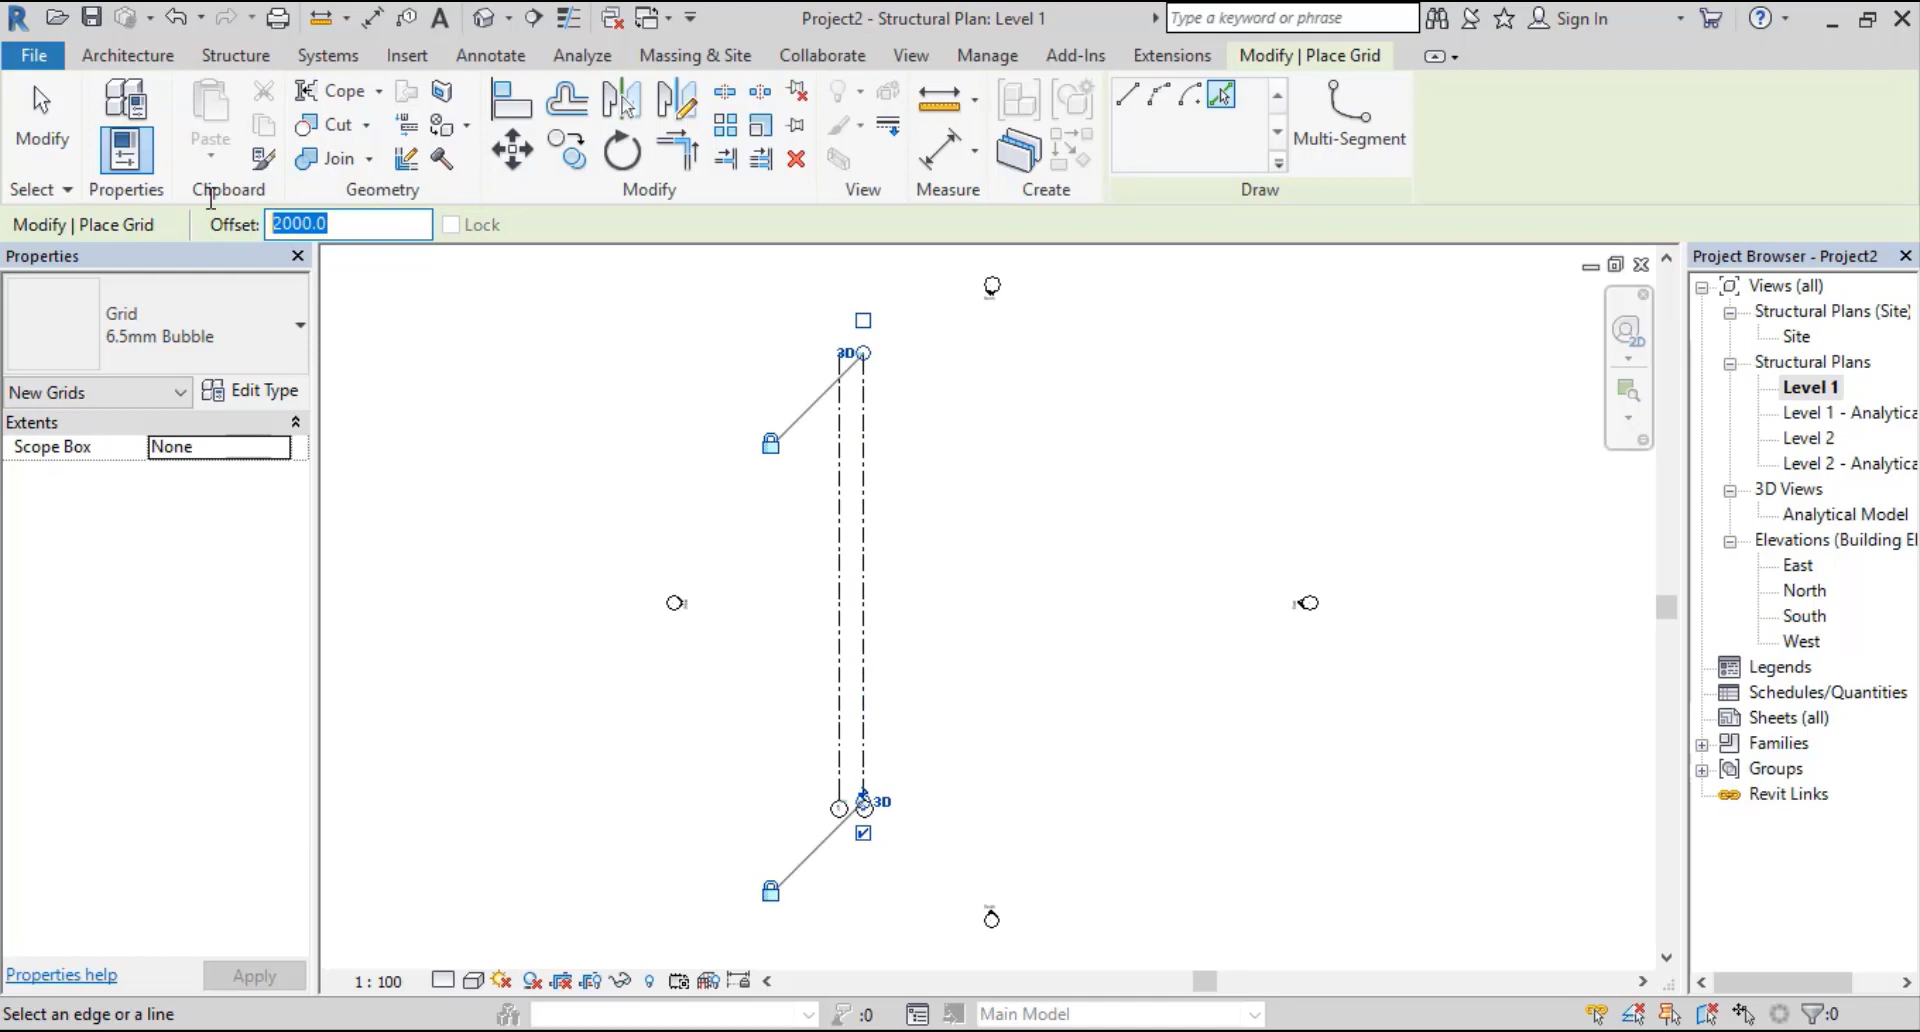 Project2 - Structural Plan: Level 1
Type a keyword or phrase
Sign In
File
Architecture
Structure
Systems
Insert
Annotate
Analyze
Massing & Site
Collaborate
View
Manage
Add-Ins
Extensions
Modify | Place Grid
Modify
Paste
Cope
Cut
Join
Multi-Segment
Select
Properties
Clipboard
Geometry
Modify
View
Measure
Create
Draw
Modify | Place Grid
Offset:
2000.0
Lock
Properties
Grid
6.5mm Bubble
New Grids
Edit Type
Extents
Scope Box
None
Properties help
Apply
3D
3D
2D
1 : 100
Project Browser - Project2
Views (all)
Structural Plans (Site)
Site
Structural Plans
Level 1
Level 1 - Analytica
Level 2
Level 2 - Analytica
3D Views
Analytical Model
Elevations (Building El
East
North
South
West
Legends
Schedules/Quantities
Sheets (all)
Families
Groups
Revit Links
Select an edge or a line
:0
Main Model
:0